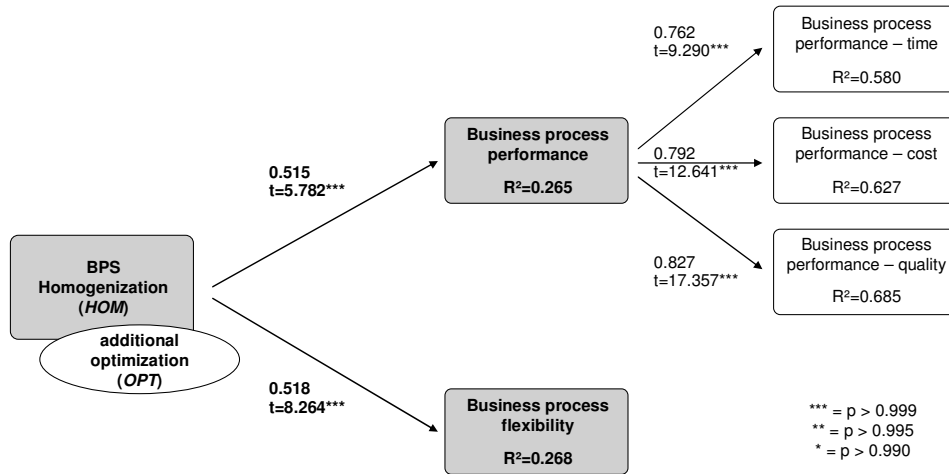 0.762
t=9.290***
Business process
performance – time
R²=0.580
Business process
performance
R²=0.265
0.792
t=12.641***
Business process
performance – cost
R²=0.627
0.515
t=5.782***
0.827
t=17.357***
Business process
performance – quality
R²=0.685
BPS
Homogenization
(HOM)
additional
optimization
(OPT)
0.518
t=8.264***
Business process
flexibility
R²=0.268
*** = p > 0.999
** = p > 0.995
* = p > 0.990